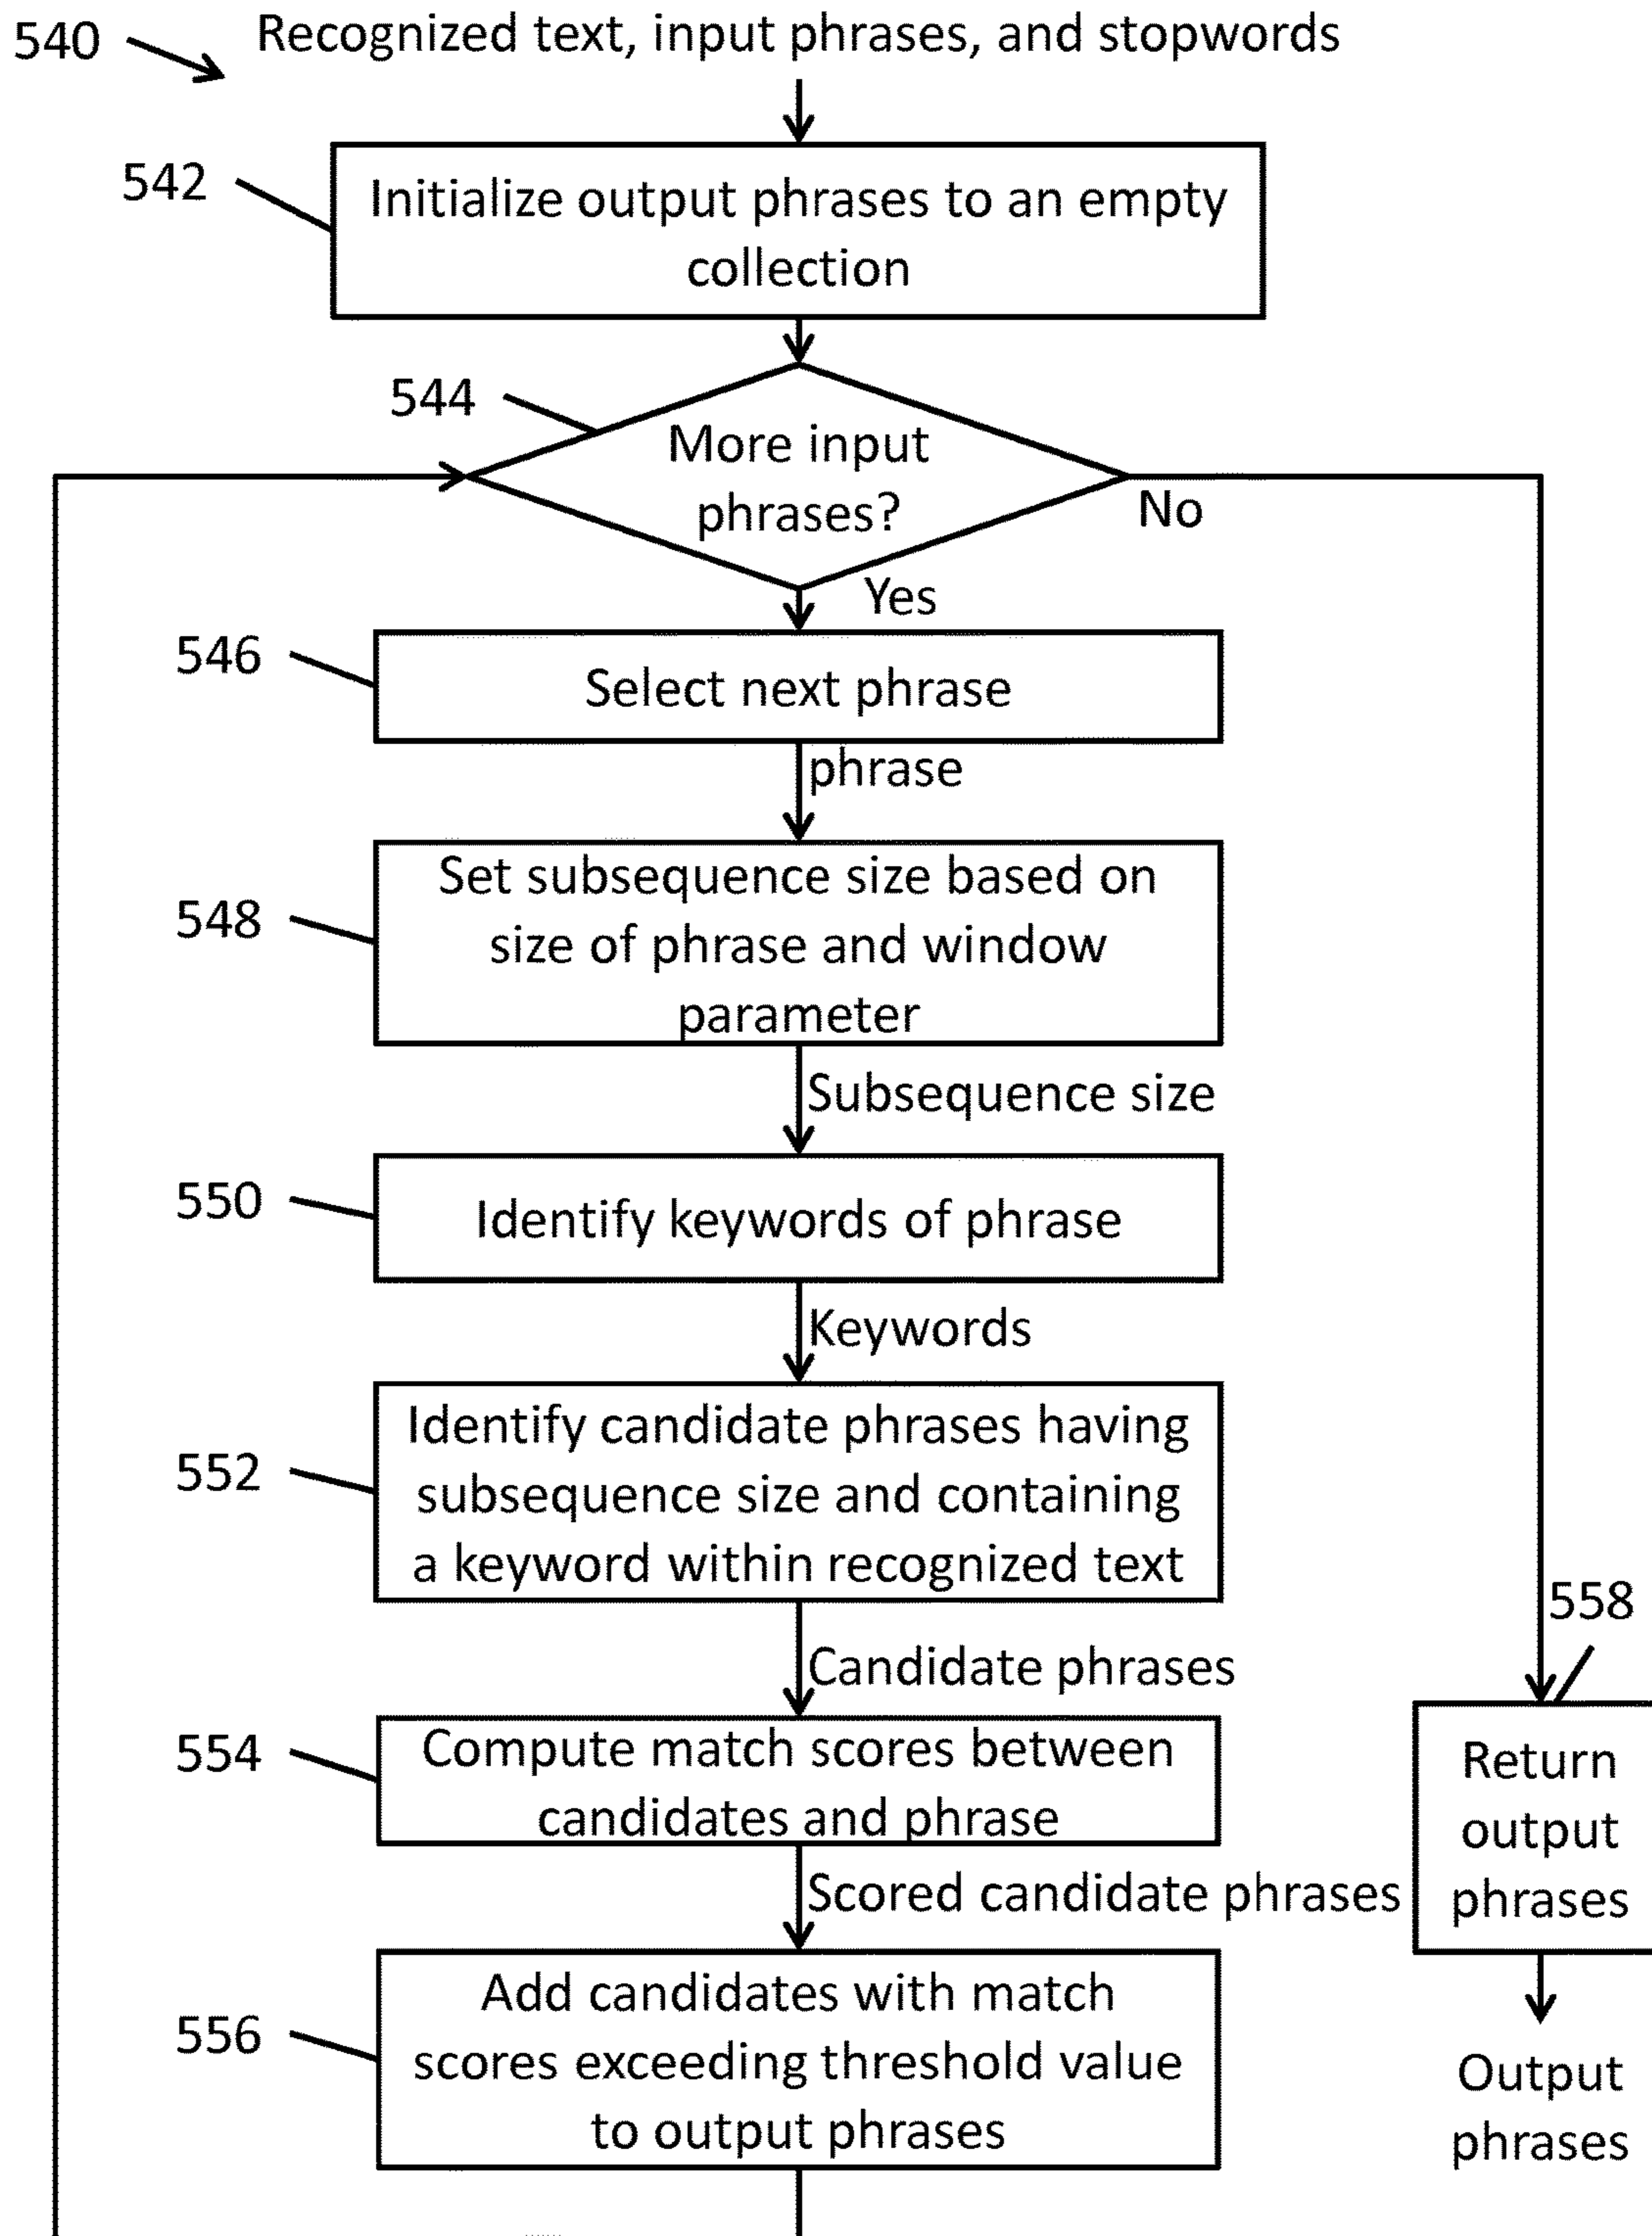 540
Recognized text, input phrases, and stopwords
542
Initialize output phrases to an empty
collection
544
More input
phrases?
No
Yes
546
Select next phrase
phrase
548
Set subsequence size based on
size of phrase and window
parameter
Subsequence size
550
Identify keywords of phrase
Keywords
552
Identify candidate phrases having
subsequence size and containing
a keyword within recognized text
Candidate phrases
554
Compute match scores between
candidates and phrase
Scored candidate phrases
556
Add candidates with match
scores exceeding threshold value
to output phrases
558
Return
output
phrases
Output
phrases